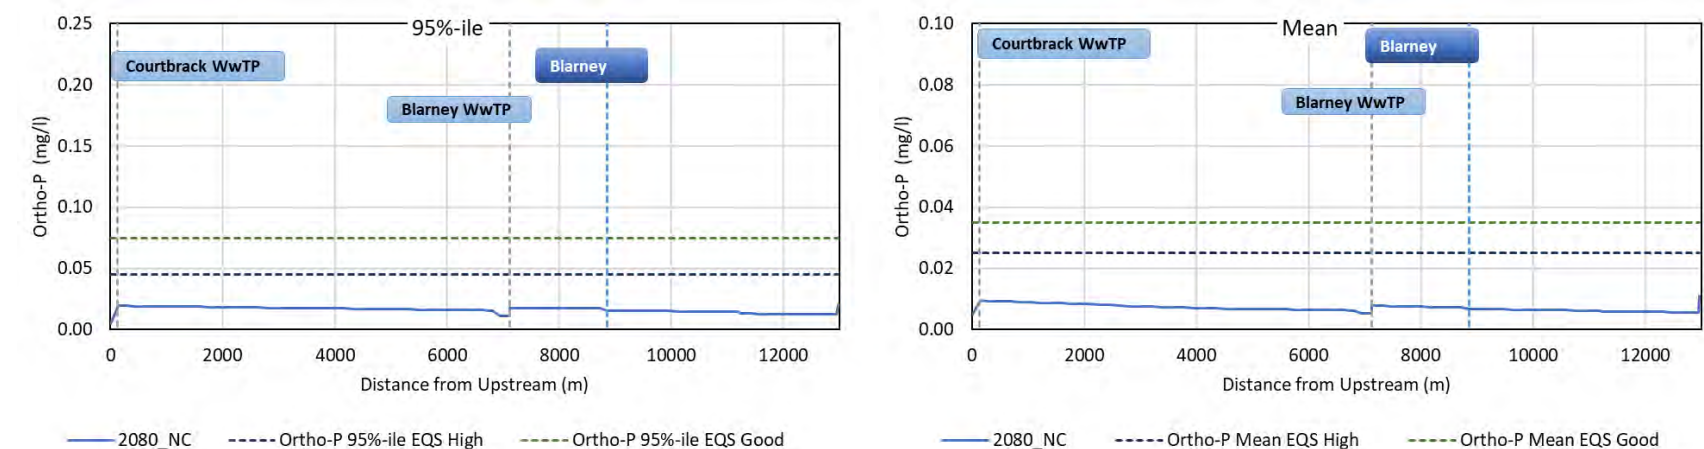 95%-ile
0.25
0.20
0.15
0.10
0.05
0.00
Ortho-P (mg/l)
Courtbrack WwTP
Blarney
Blarney WwTP
0 2000 4000 6000 8000 10000 12000
Distance from Upstream (m)
2080_NC Ortho-P 95%-ile EQS High Ortho-P 95%-ile EQS Good
Mean
0.10
0.08
0.06
0.04
0.02
0.00
Ortho-P (mg/l)
Courtbrack WwTP
Blarney
Blarney WwTP
0 2000 4000 6000 8000 10000 12000
Distance from Upstream (m)
2080_NC Ortho-P Mean EQS High Ortho-P Mean EQS Good